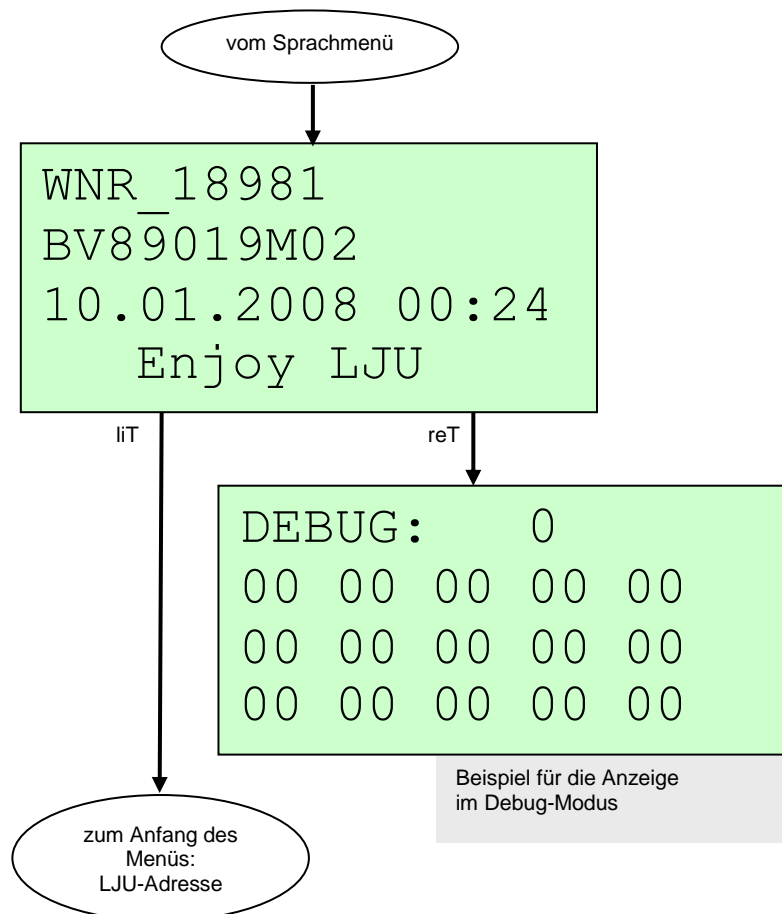 vom Sprachmenü
WNR_18981
BV89019M02
10.01.2008 00:24
Enjoy LJU
liT
reT
DEBUG: 0
00 00 00 00 00
00 00 00 00 00
00 00 00 00 00
Beispiel für die Anzeige
im Debug-Modus
zum Anfang des
Menüs:
LJU-Adresse